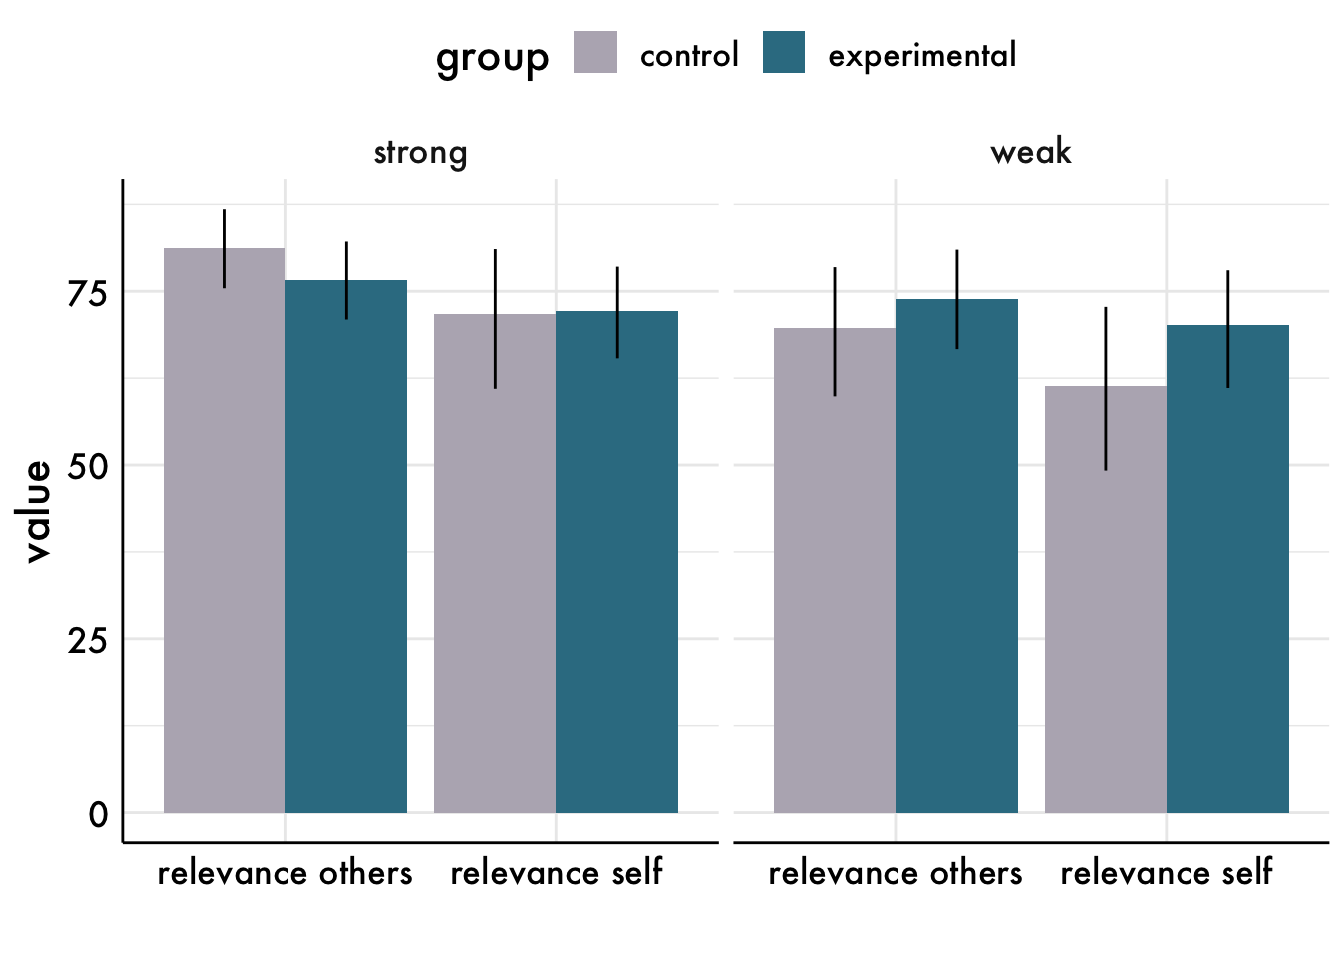 group control experimental
strong weak
value
75
50
25
0
relevance others relevance self relevance others relevance self